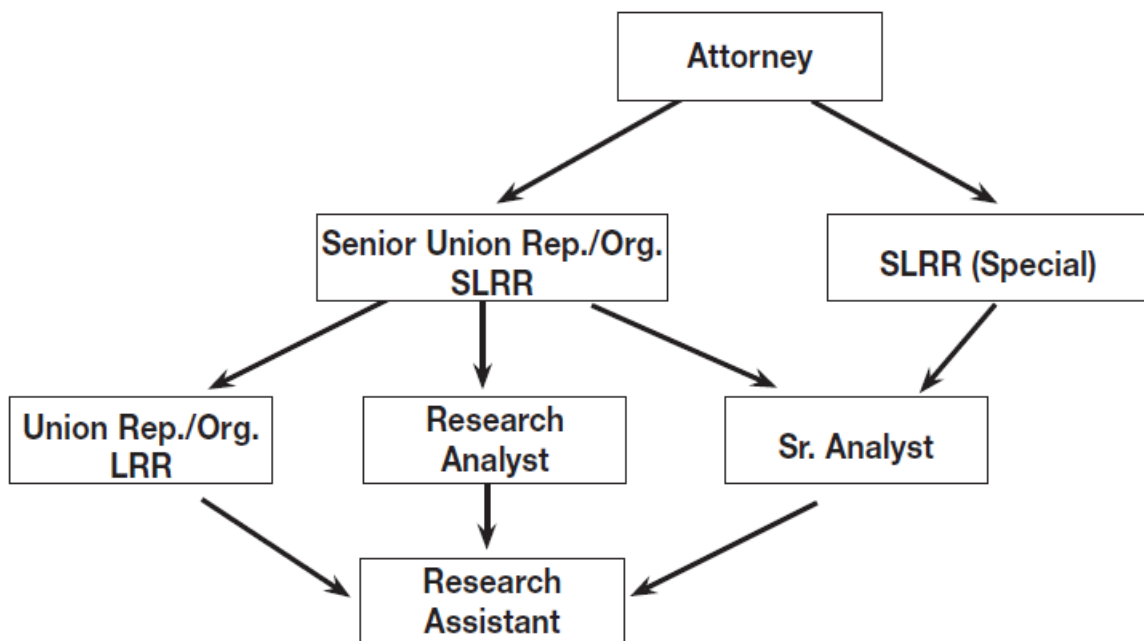 Attorney
Senior Union Rep./Org.
SLRR
SLRR (Special)
Union Rep./Org.
LRR
Research
Analyst
Sr. Analyst
Research
Assistant